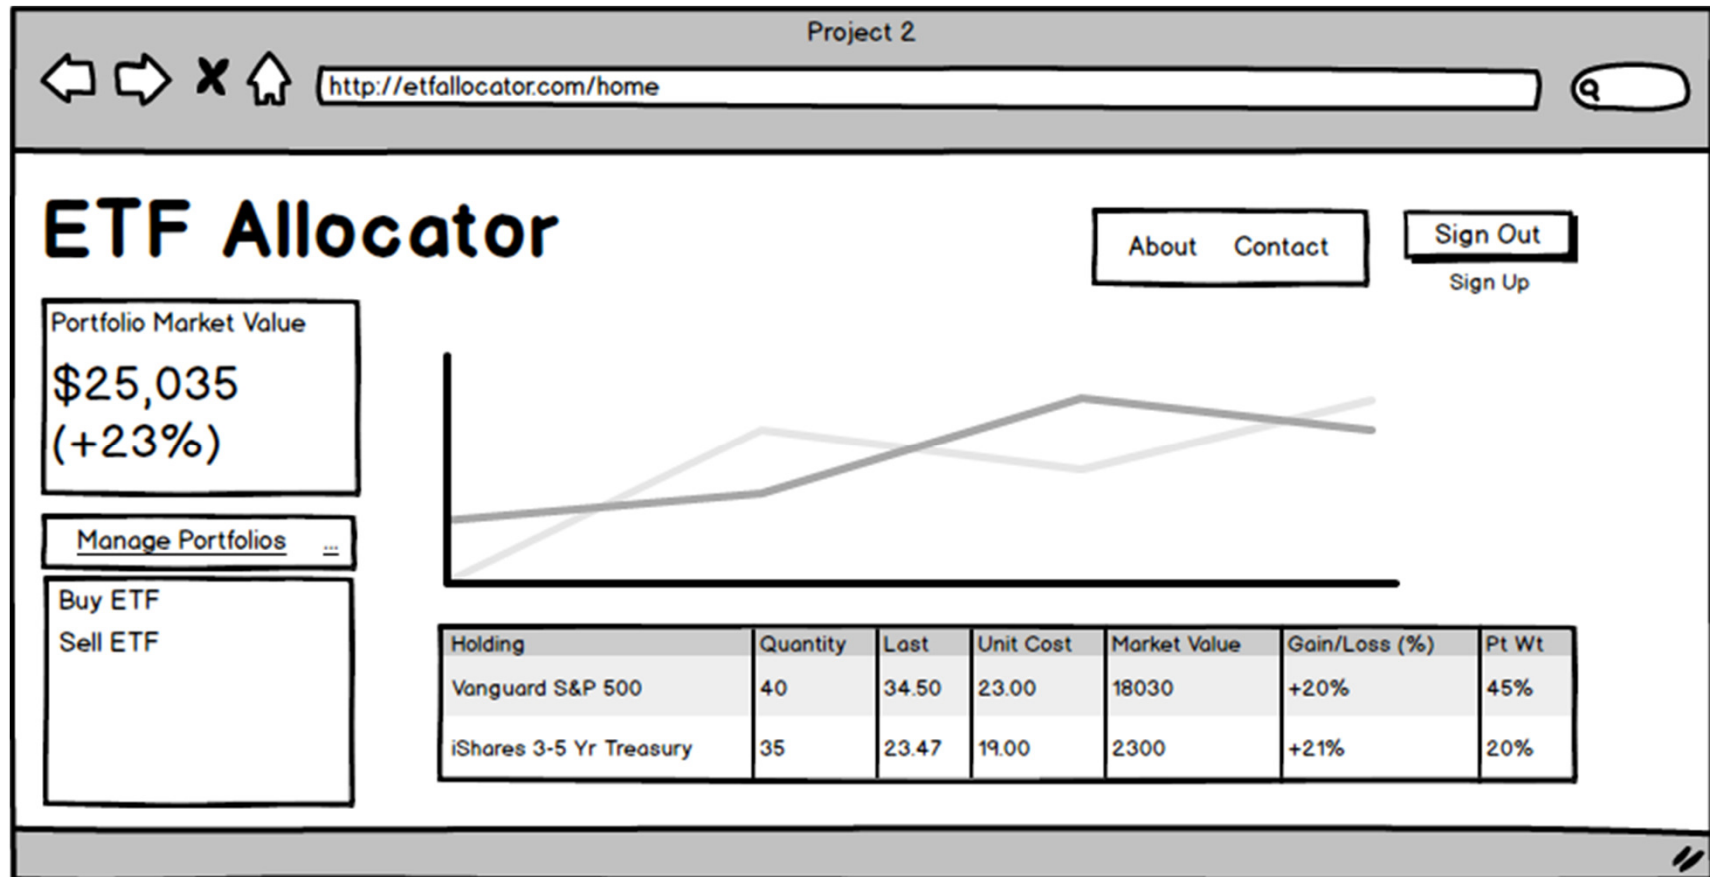 Project 2
http://etfallocator.com/home
ETF Allocator
About Contact
Sign Out
Sign Up
Portfolio Market Value
$25,035
(+23%)
Manage Portfolios ...
Buy ETF
Sell ETF
Holding Quantity Last Unit Cost Market Value Gain/Loss (%) Pt Wt
Vanguard S&P 500 40 34.50 23.00 18030 +20% 45%
iShares 3-5 Yr Treasury 35 23.47 19.00 2300 +21% 20%